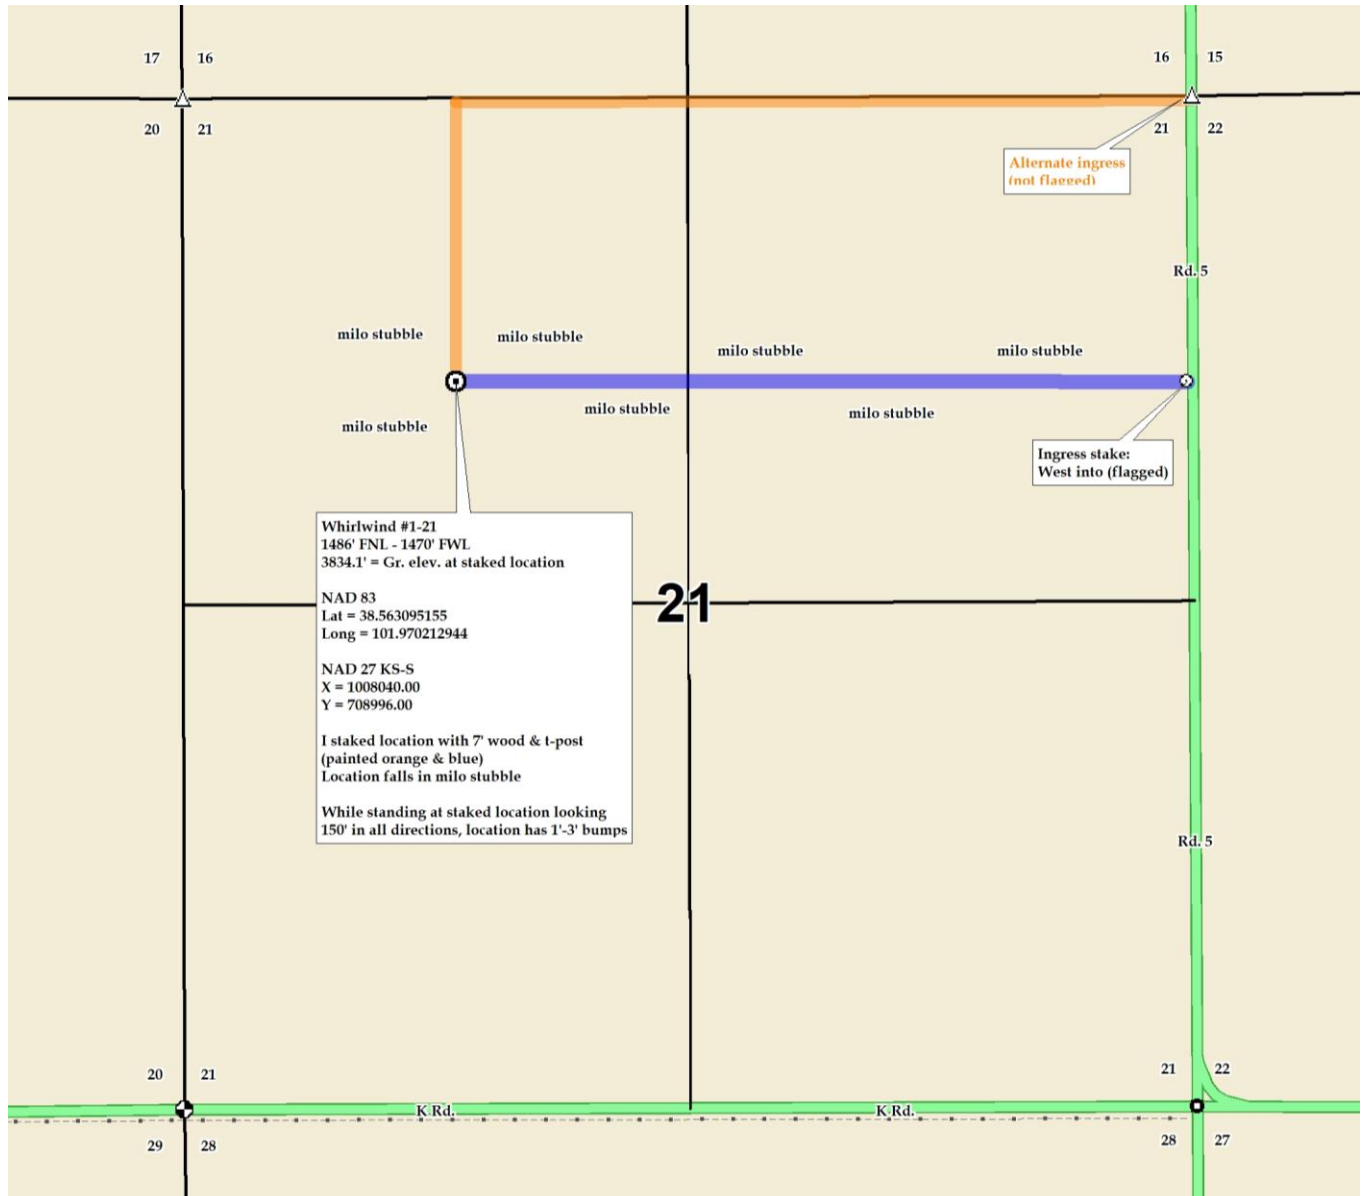 17 16
16 15
20 21
21 22
Alternate ingress
(not flagged)
Rd. 5
milo stubble
milo stubble
milo stubble
milo stubble
milo stubble
milo stubble
milo stubble
Ingress stake:
West into (flagged)
Whirlwind #1-21
1486' FNL - 1470' FWL
3834.1' = Gr. elev. at staked location
NAD 83
Lat = 38.563095155
Long = 101.970212944
NAD 27 KS-S
X = 1008040.00
Y = 708996.00
I staked location with 7' wood & t-post
(painted orange & blue)
Location falls in milo stubble
While standing at staked location looking
150' in all directions, location has 1'-3' bumps
21
Rd. 5
20 21
21 22
K Rd.
K Rd.
29 28
28 27